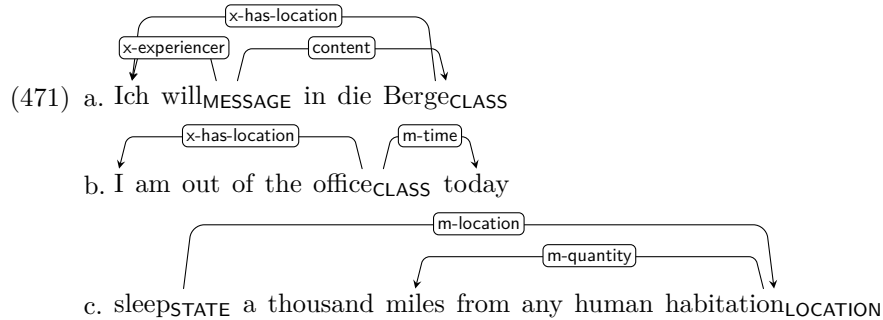 x-has-location
x-experiencer content
(471) a. Ich will MESSAGE in die Berge CLASS
x-has-location m-time
b. I am out of the office CLASS today
m-location
m-quantity
c. sleep STATE a thousand miles from any human habitation LOCATION